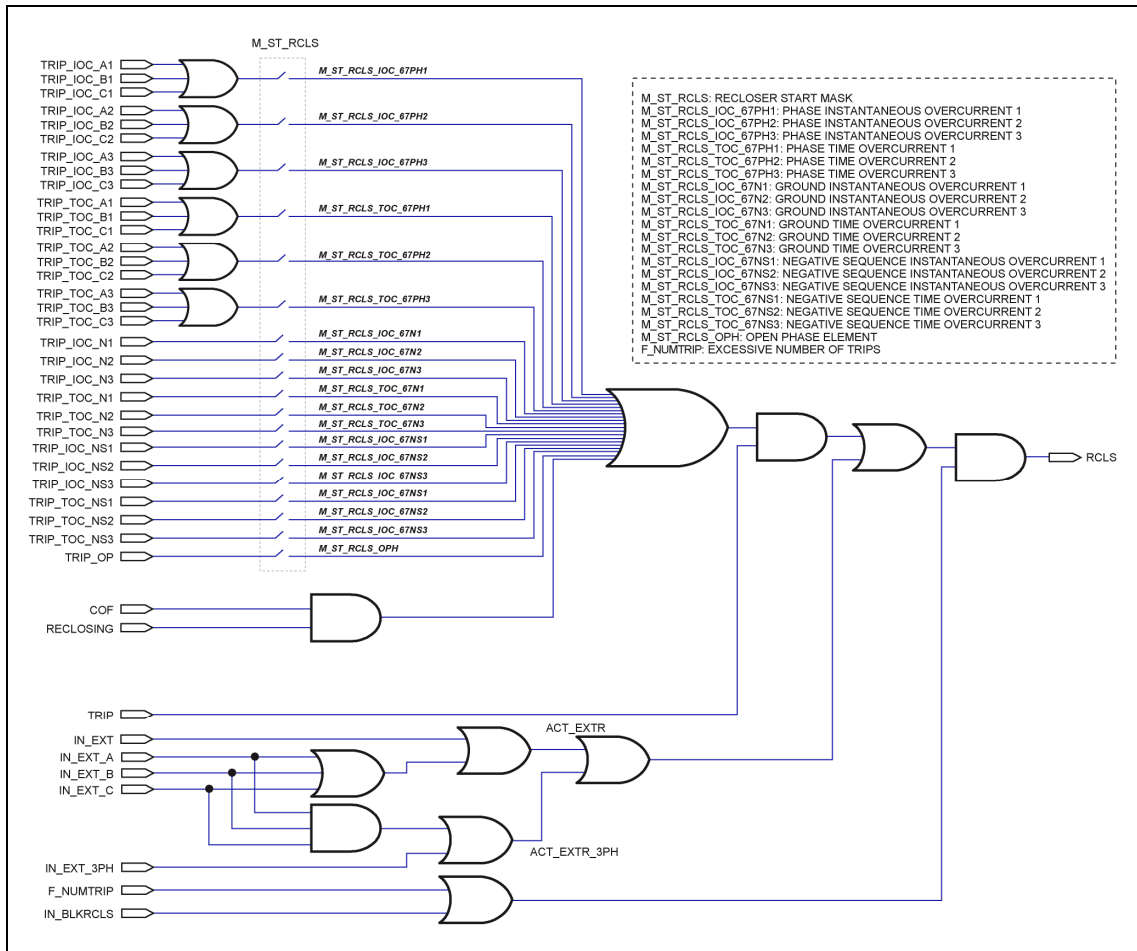 M_ST_RCLS
TRIP_IOC_A1
TRIP_IOC_B1
TRIP_IOC_C1
M_ST_RCLS_IOC_67PH1
TRIP_IOC_A2
TRIP_IOC_B2
TRIP_IOC_C2
M_ST_RCLS_IOC_67PH2
TRIP_IOC_A3
TRIP_IOC_B3
TRIP_IOC_C3
M_ST_RCLS_IOC_67PH3
TRIP_TOC_A1
TRIP_TOC_B1
TRIP_TOC_C1
M_ST_RCLS_TOC_67PH1
TRIP_TOC_A2
TRIP_TOC_B2
TRIP_TOC_C2
M_ST_RCLS_TOC_67PH2
TRIP_TOC_A3
TRIP_TOC_B3
TRIP_TOC_C3
M_ST_RCLS_TOC_67PH3
TRIP_IOC_N1
M_ST_RCLS_IOC_67N1
TRIP_IOC_N2
M_ST_RCLS_IOC_67N2
TRIP_IOC_N3
M_ST_RCLS_IOC_67N3
TRIP_TOC_N1
M_ST_RCLS_TOC_67N1
TRIP_TOC_N2
M_ST_RCLS_TOC_67N2
TRIP_TOC_N3
M_ST_RCLS_TOC_67N3
TRIP_IOC_NS1
M_ST_RCLS_IOC_67NS1
TRIP_IOC_NS2
M_ST_RCLS_IOC_67NS2
TRIP_IOC_NS3
M_ST_RCLS_IOC_67NS3
TRIP_TOC_NS1
M_ST_RCLS_IOC_67NS1
TRIP_TOC_NS2
M_ST_RCLS_IOC_67NS2
TRIP_TOC_NS3
M_ST_RCLS_IOC_67NS3
TRIP_OP
M_ST_RCLS_OPH
COF
RECLOSING
TRIP
IN_EXT
IN_EXT_A
IN_EXT_B
IN_EXT_C
ACT_EXTR
ACT_EXTR_3PH
IN_EXT_3PH
F_NUMTRIP
IN_BLKRCLS
RCLS
M_ST_RCLS: RECLOSER START MASK
M_ST_RCLS_IOC_67PH1: PHASE INSTANTANEOUS OVERCURRENT 1
M_ST_RCLS_IOC_67PH2: PHASE INSTANTANEOUS OVERCURRENT 2
M_ST_RCLS_IOC_67PH3: PHASE INSTANTANEOUS OVERCURRENT 3
M_ST_RCLS_TOC_67PH1: PHASE TIME OVERCURRENT 1
M_ST_RCLS_TOC_67PH2: PHASE TIME OVERCURRENT 2
M_ST_RCLS_TOC_67PH3: PHASE TIME OVERCURRENT 3
M_ST_RCLS_IOC_67N1: GROUND INSTANTANEOUS OVERCURRENT 1
M_ST_RCLS_IOC_67N2: GROUND INSTANTANEOUS OVERCURRENT 2
M_ST_RCLS_IOC_67N3: GROUND INSTANTANEOUS OVERCURRENT 3
M_ST_RCLS_TOC_67N1: GROUND TIME OVERCURRENT 1
M_ST_RCLS_TOC_67N2: GROUND TIME OVERCURRENT 2
M_ST_RCLS_TOC_67N3: GROUND TIME OVERCURRENT 3
M_ST_RCLS_IOC_67NS1: NEGATIVE SEQUENCE INSTANTANEOUS OVERCURRENT 1
M_ST_RCLS_IOC_67NS2: NEGATIVE SEQUENCE INSTANTANEOUS OVERCURRENT 2
M_ST_RCLS_IOC_67NS3: NEGATIVE SEQUENCE INSTANTANEOUS OVERCURRENT 3
M_ST_RCLS_TOC_67NS1: NEGATIVE SEQUENCE TIME OVERCURRENT 1
M_ST_RCLS_TOC_67NS2: NEGATIVE SEQUENCE TIME OVERCURRENT 2
M_ST_RCLS_TOC_67NS3: NEGATIVE SEQUENCE TIME OVERCURRENT 3
M_ST_RCLS_OPH: OPEN PHASE ELEMENT
F_NUMTRIP: EXCESSIVE NUMBER OF TRIPS